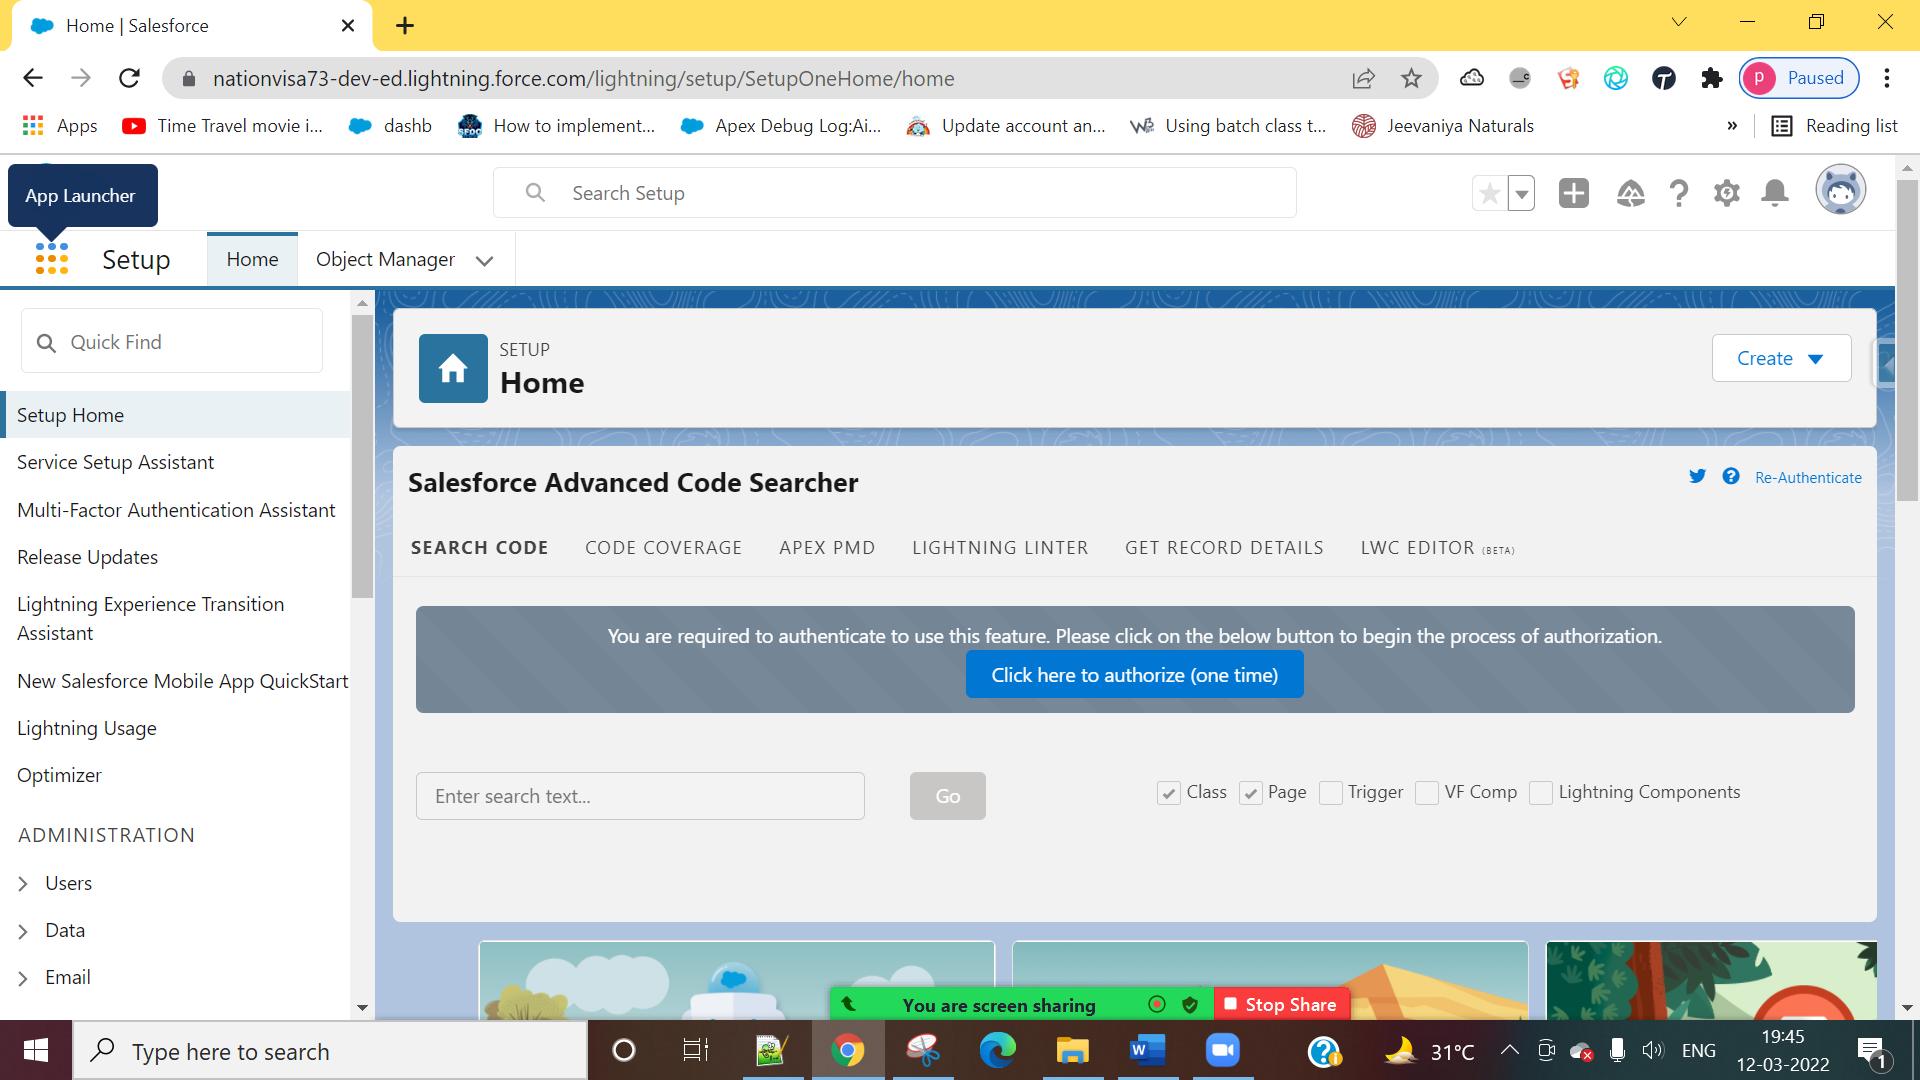 Home | Salesforce
nationvisa73-dev-ed.lightning.force.com/lightning/setup/SetupOneHome/home
P Paused
Apps
Time Travel movie i...
dashb
SFDC
How to implement...
Apex Debug Log:Ai...
Update account an...
Using batch class t...
Jeevaniya Naturals
»
Reading list
App Launcher
Search Setup
Setup
Home
Object Manager
Quick Find
SETUP
Home
Create
Setup Home
Service Setup Assistant
Multi-Factor Authentication Assistant
Release Updates
Lightning Experience Transition
Assistant
New Salesforce Mobile App QuickStart
Lightning Usage
Optimizer
ADMINISTRATION
Users
Data
Email
Salesforce Advanced Code Searcher
Re-Authenticate
SEARCH CODE
CODE COVERAGE
APEX PMD
LIGHTNING LINTER
GET RECORD DETAILS
LWC EDITOR (BETA)
You are required to authenticate to use this feature. Please click on the below button to begin the process of authorization.
Click here to authorize (one time)
Enter search text...
Go
Class
Page
Trigger
VF Comp
Lightning Components
You are screen sharing
Stop Share
Type here to search
31°C
ENG
19:45
12-03-2022
1